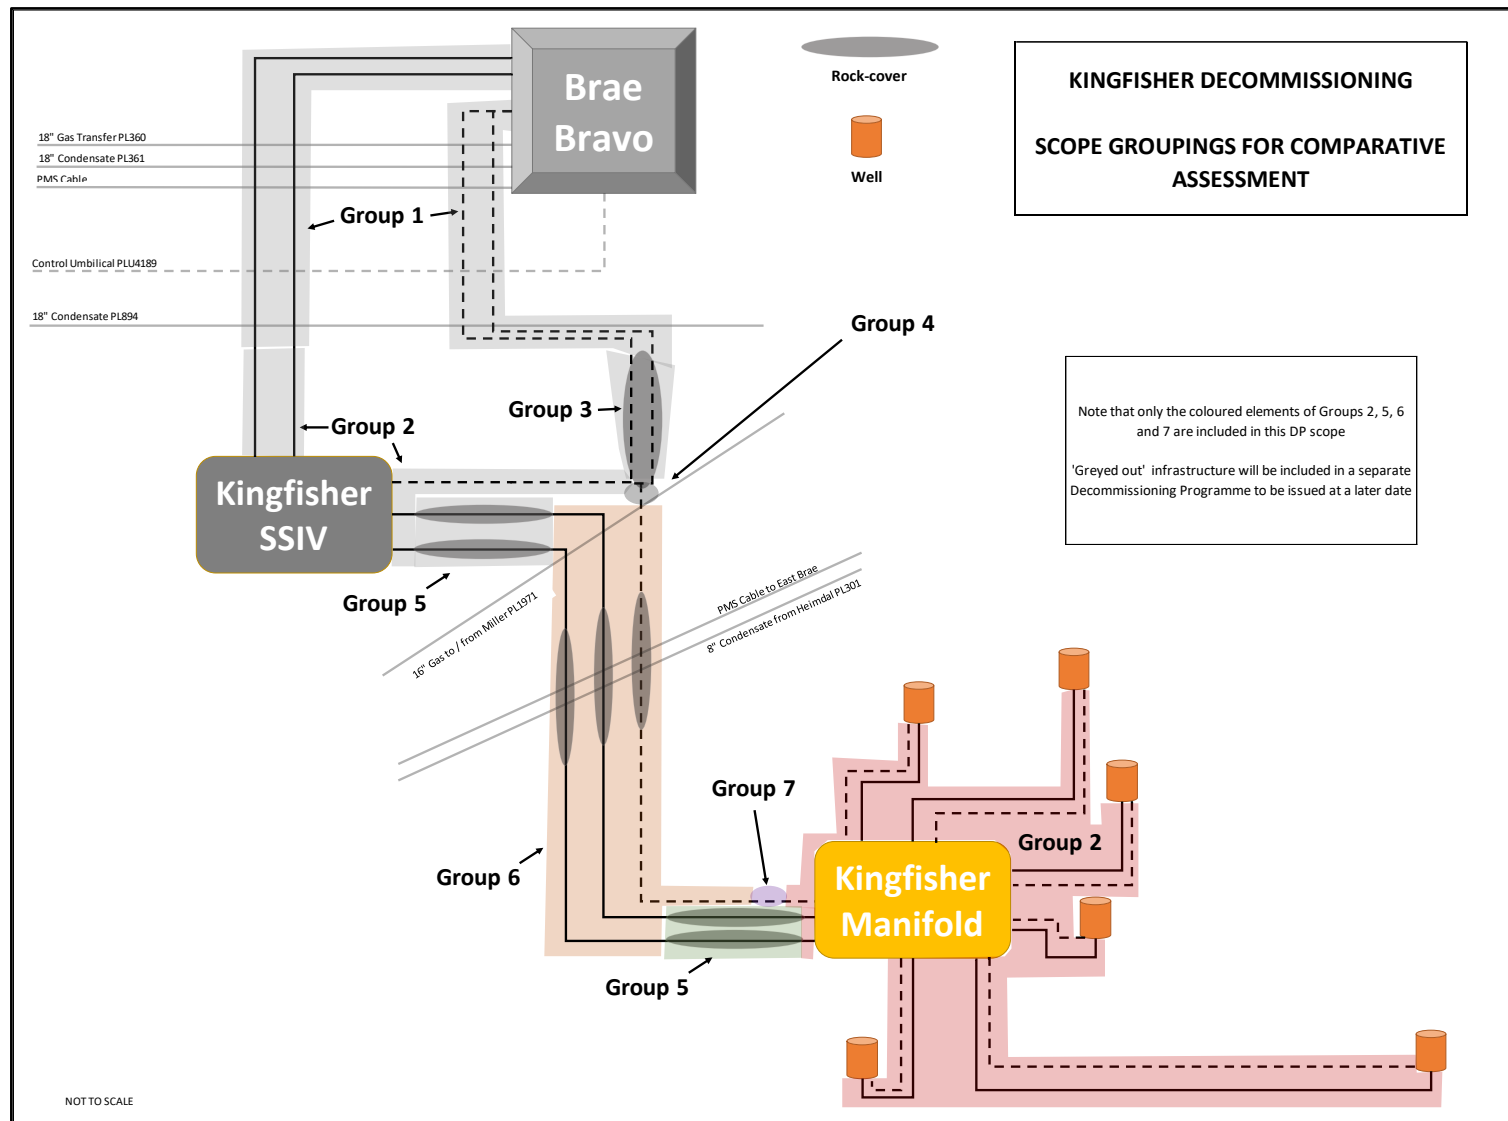 Brae
Bravo
Rock-cover
Well
KINGFISHER DECOMMISSIONING
SCOPE GROUPINGS FOR COMPARATIVE
ASSESSMENT
18" Gas Transfer PL360
18" Condensate PL361
PMS Cable
Group 1
Control Umbilical PLU4189
18" Condensate PL894
Group 4
Group 3
Group 2
Note that only the coloured elements of Groups 2, 5, 6
and 7 are included in this DP scope
'Greyed out' infrastructure will be included in a separate
Decommissioning Programme to be issued at a later date
Kingfisher
SSIV
Group 5
16" Gas to / from Miller PL1971
PMS Cable to East Brae
8" Condensate from Heimdal PL301
Group 7
Group 2
Group 6
Kingfisher
Manifold
Group 5
NOT TO SCALE